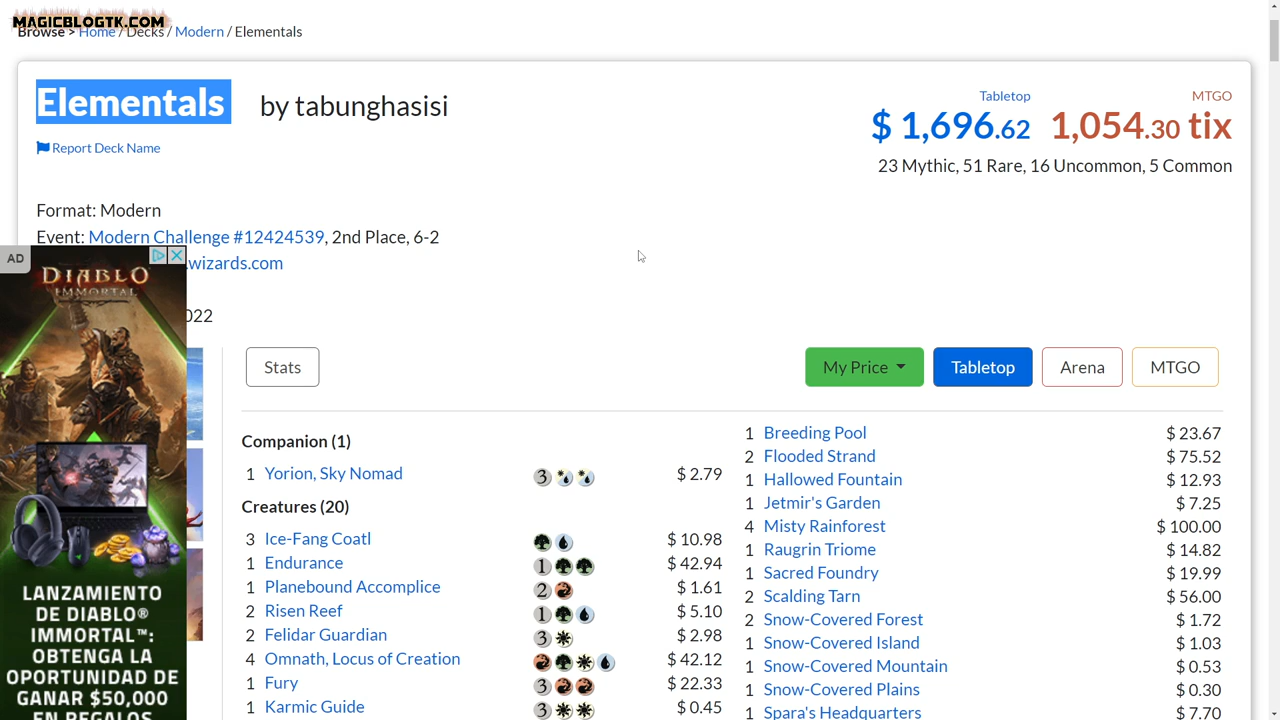 MAGICBLOGTK.COM
Browse > Home / Decks / Modern / Elementals
Elementals by tabunghasisi
Tabletop MTGO
$ 1,696.62 1,054.30 tix
Report Deck Name
23 Mythic, 51 Rare, 16 Uncommon, 5 Common
Format: Modern
Event: Modern Challenge #12424539, 2nd Place, 6-2
.wizards.com
022
AD
DIABLO
IMMORTAL
LANZAMIENTO
DE DIABLO®
IMMORTAL™:
OBTENGA LA
OPORTUNIDAD DE
GANAR $50,000
EN REGALOS
Stats
My Price Tabletop Arena MTGO
Companion (1)
1 Yorion, Sky Nomad 3 $ 2.79
Creatures (20)
3 Ice-Fang Coatl $ 10.98
1 Endurance 1 $ 42.94
1 Planebound Accomplice 2 $ 1.61
2 Risen Reef 1 $ 5.10
2 Felidar Guardian 3 $ 2.98
4 Omnath, Locus of Creation $ 42.12
1 Fury 3 $ 22.33
1 Karmic Guide 3 $ 0.45
1 Breeding Pool $ 23.67
2 Flooded Strand $ 75.52
1 Hallowed Fountain $ 12.93
1 Jetmir's Garden $ 7.25
4 Misty Rainforest $ 100.00
1 Raugrin Triome $ 14.82
1 Sacred Foundry $ 19.99
2 Scalding Tarn $ 56.00
2 Snow-Covered Forest $ 1.72
1 Snow-Covered Island $ 1.03
1 Snow-Covered Mountain $ 0.53
1 Snow-Covered Plains $ 0.30
1 Spara's Headquarters $ 7.70